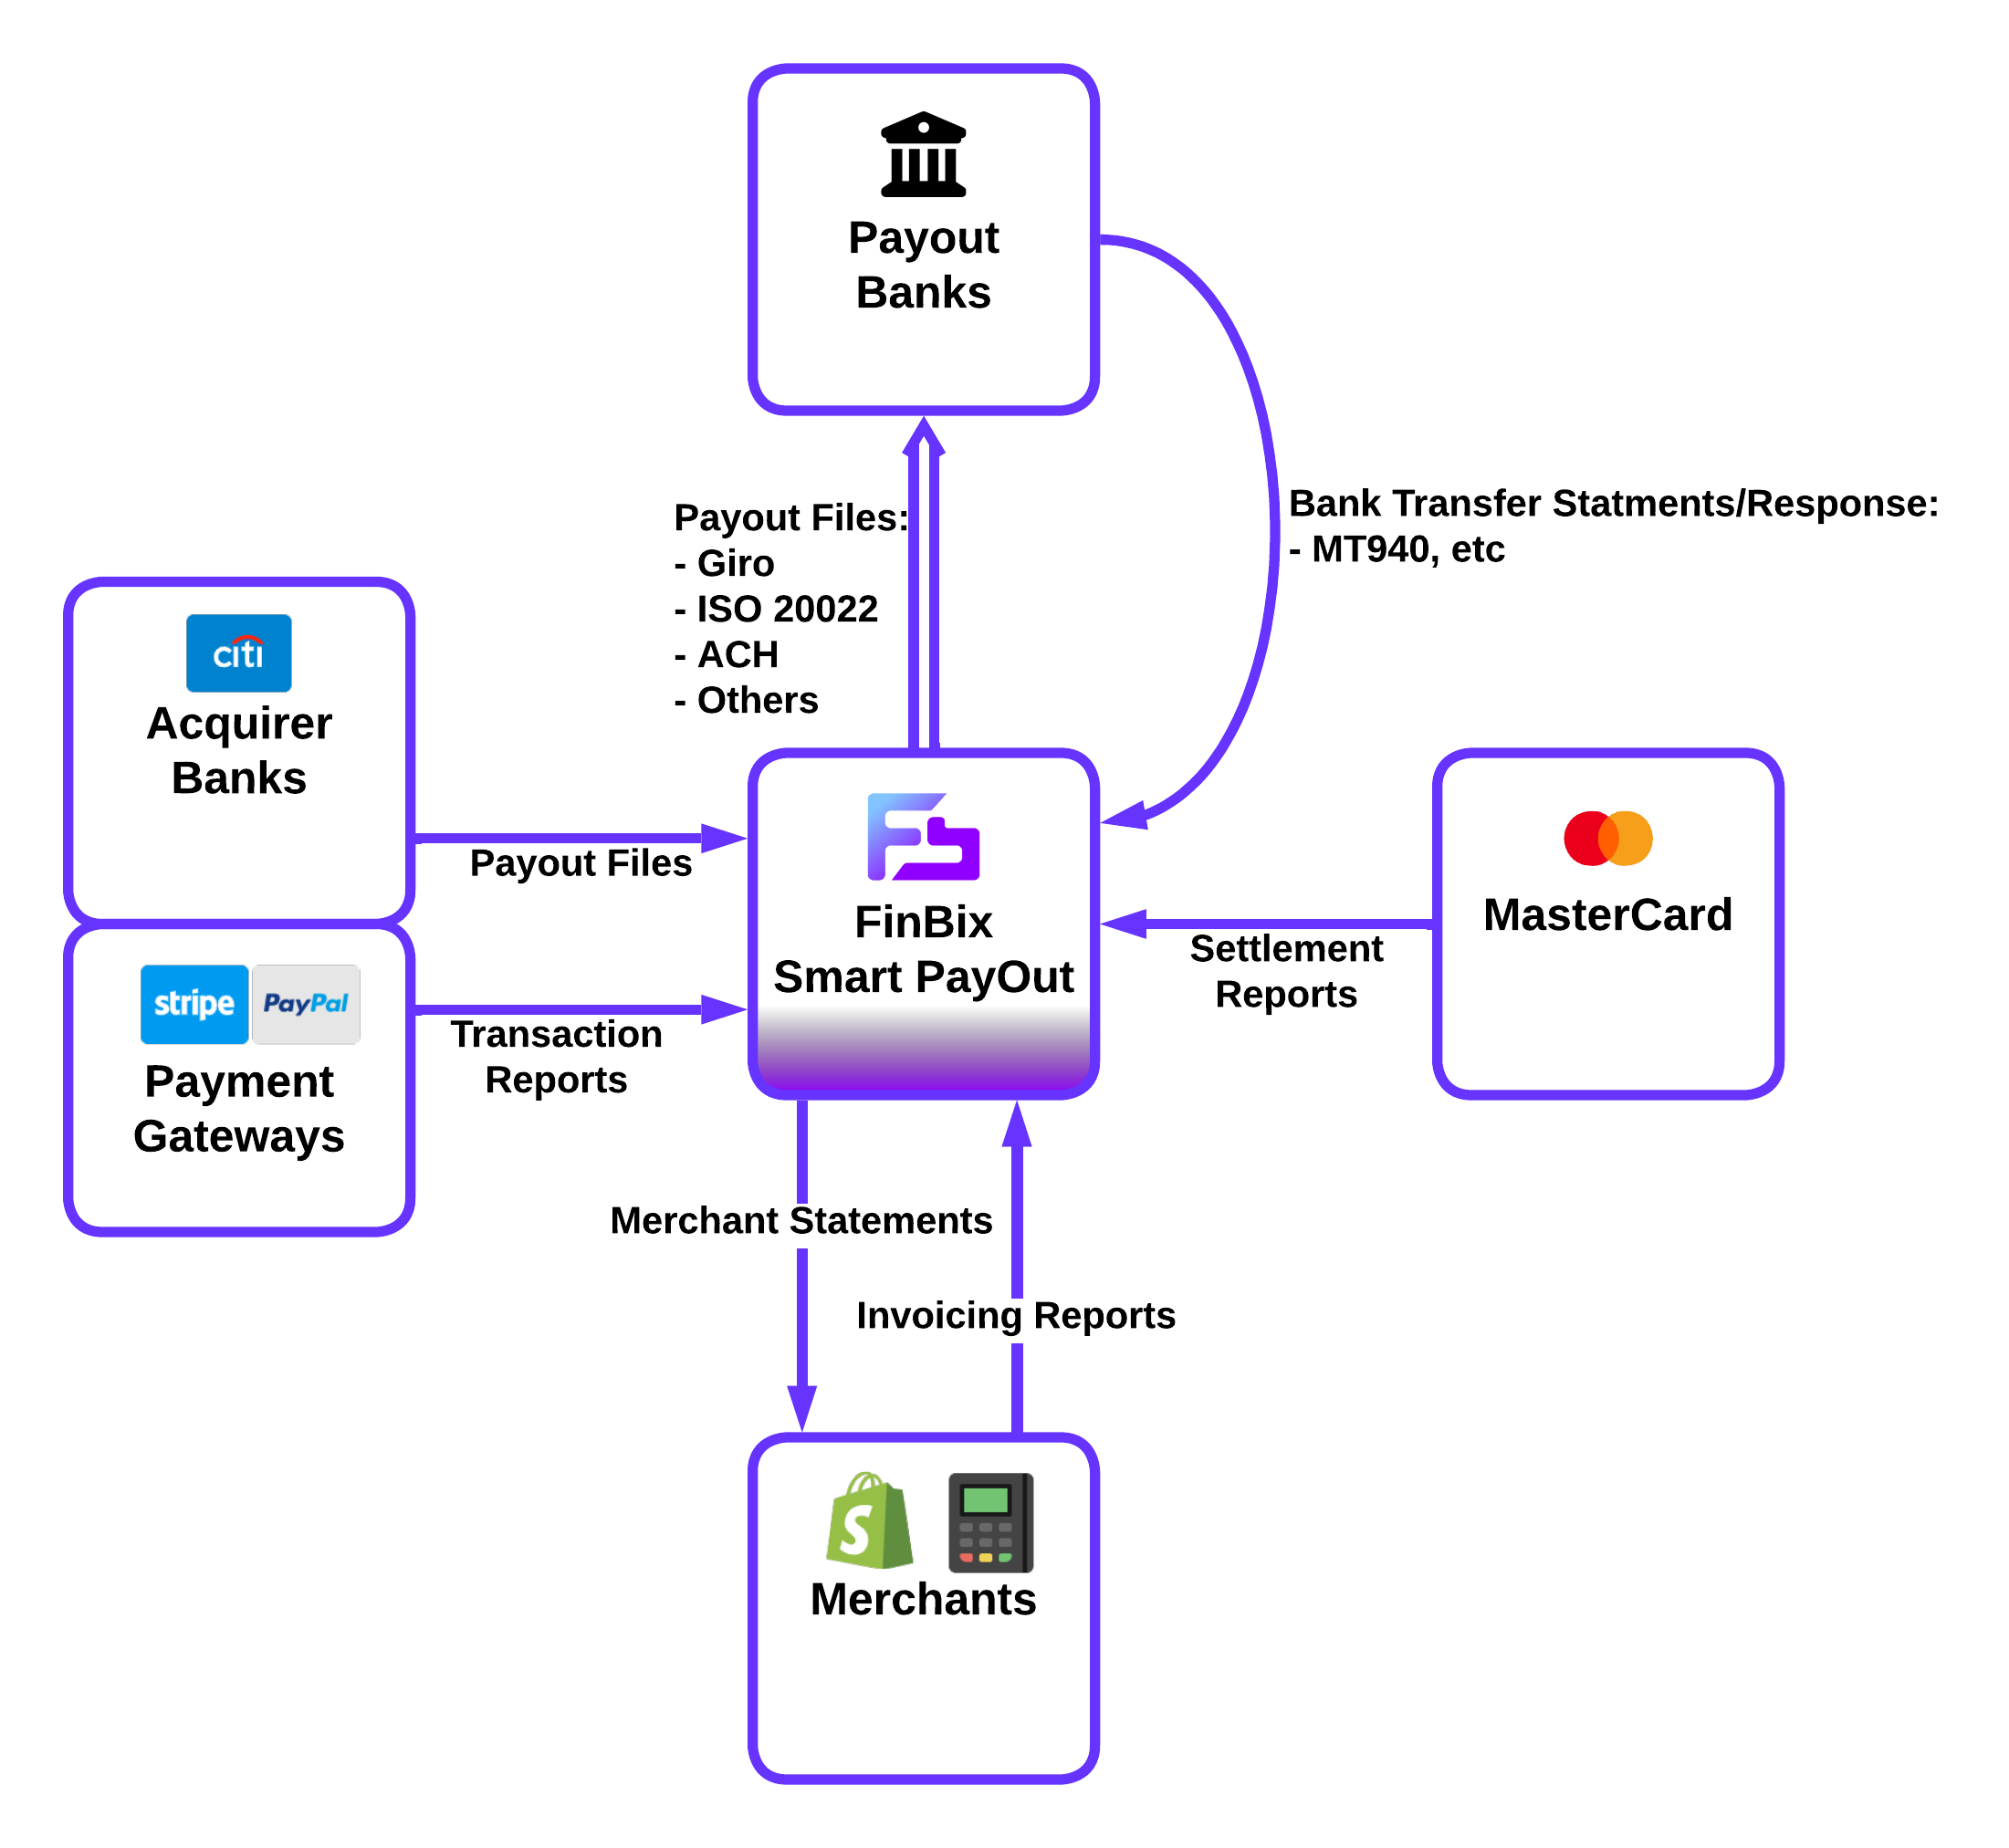 Payout
Banks
Payout Files:
- Giro
- ISO 20022
- ACH
- Others
Bank Transfer Statments/Response:
- MT940, etc
citi
Acquirer
Banks
Payout Files
FinBix
Smart PayOut
MasterCard
Settlement
Reports
stripe
PayPal
Payment
Gateways
Transaction
Reports
Merchant Statements
Invoicing Reports
S
Merchants